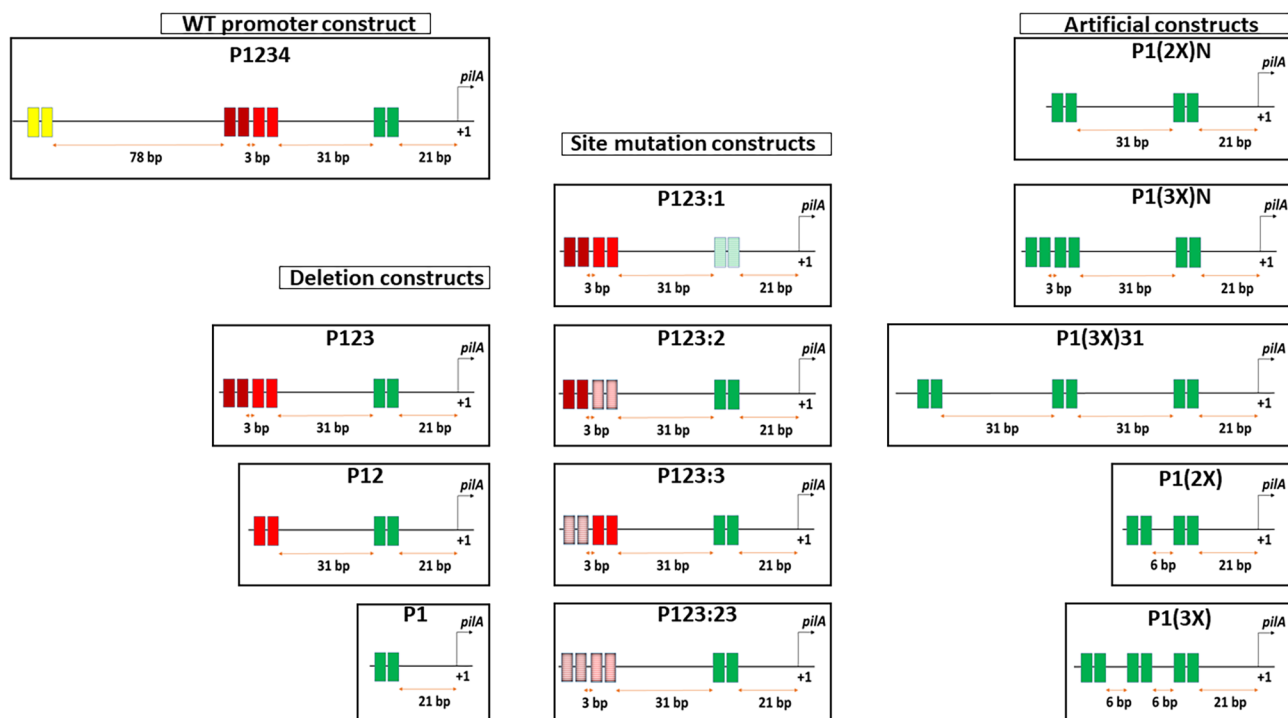 WT promoter construct
P1234
pilA
+1
78 bp
3 bp
31 bp
21 bp
Deletion constructs
P123
pilA
+1
3 bp
31 bp
21 bp
P12
pilA
+1
31 bp
21 bp
P1
pilA
+1
21 bp
Site mutation constructs
P123:1
pilA
+1
3 bp
31 bp
21 bp
P123:2
pilA
+1
3 bp
31 bp
21 bp
P123:3
pilA
+1
3 bp
31 bp
21 bp
P123:23
pilA
+1
3 bp
31 bp
21 bp
Artificial constructs
P1(2X)N
pilA
+1
31 bp
21 bp
P1(3X)N
pilA
+1
3 bp
31 bp
21 bp
P1(3X)31
pilA
+1
31 bp
31 bp
21 bp
P1(2X)
pilA
+1
6 bp
21 bp
P1(3X)
pilA
+1
6 bp
6 bp
21 bp